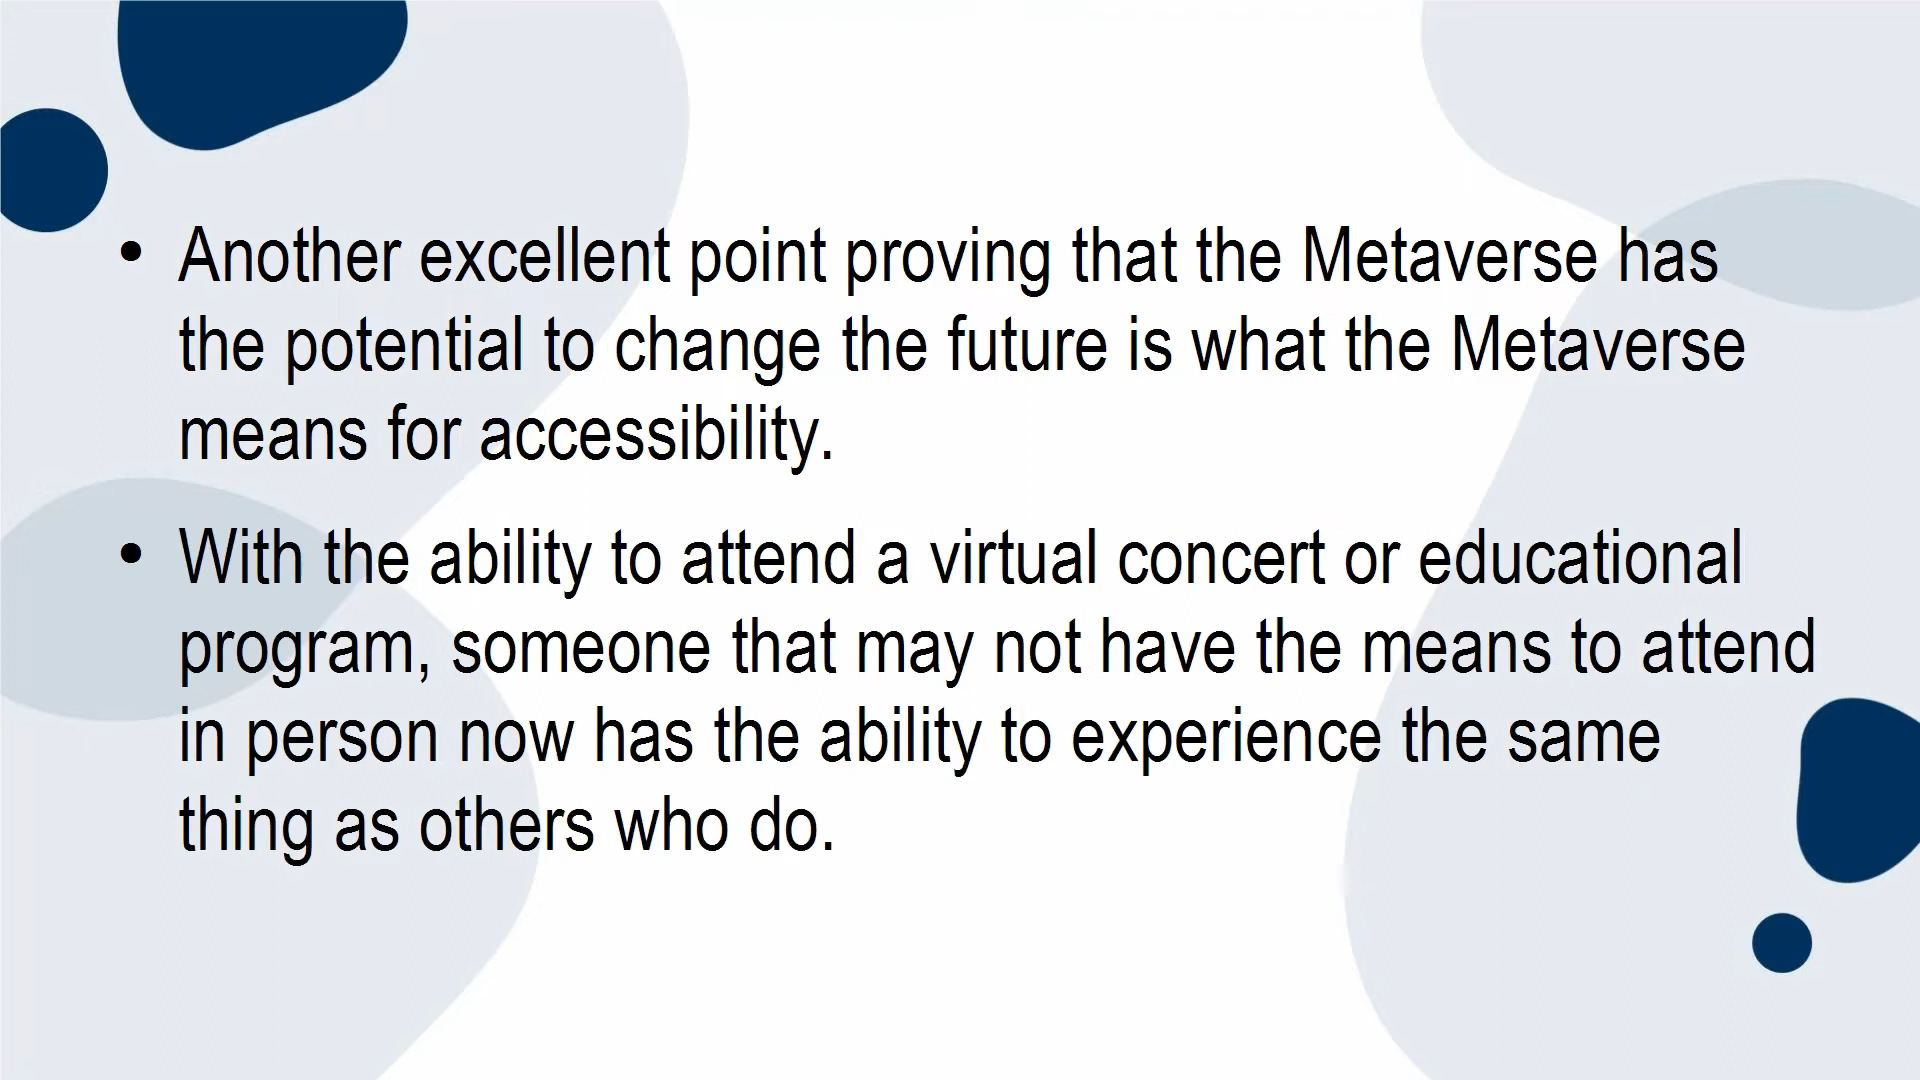 • Another excellent point proving that the Metaverse has
the potential to change the future is what the Metaverse
means for accessibility.
• With the ability to attend a virtual concert or educational
program, someone that may not have the means to attend
in person now has the ability to experience the same
thing as others who do.